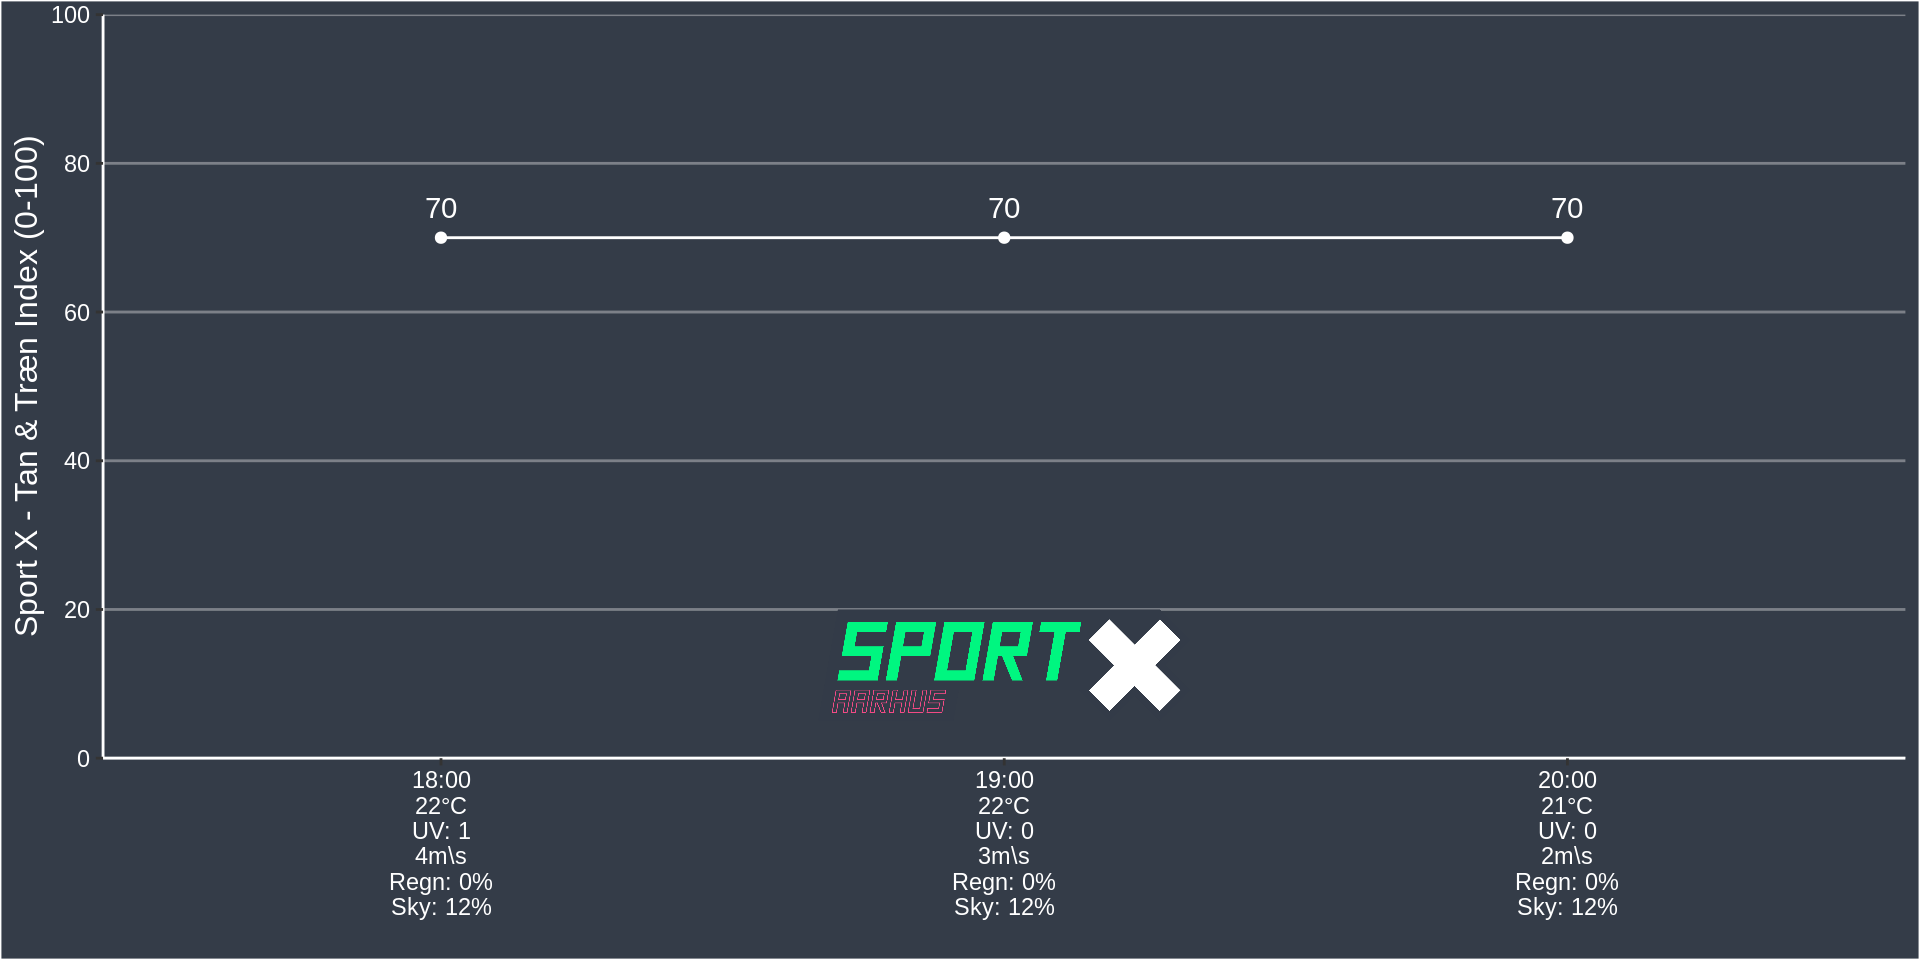 Sport X - Tan & Træn Index (0-100)
100
80
60
40
20
0
70
70
70
SPORT X
AARHUS
18:00
22°C
UV: 1
4m\s
Regn: 0%
Sky: 12%
19:00
22°C
UV: 0
3m\s
Regn: 0%
Sky: 12%
20:00
21°C
UV: 0
2m\s
Regn: 0%
Sky: 12%